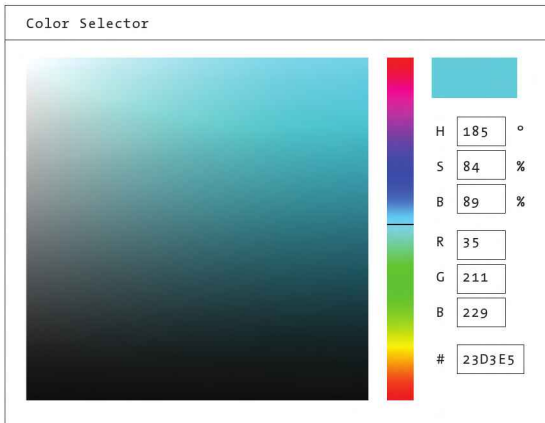 Color Selector
H 185 °
S 84 %
B 89 %
R 35
G 211
B 229
# 23D3E5